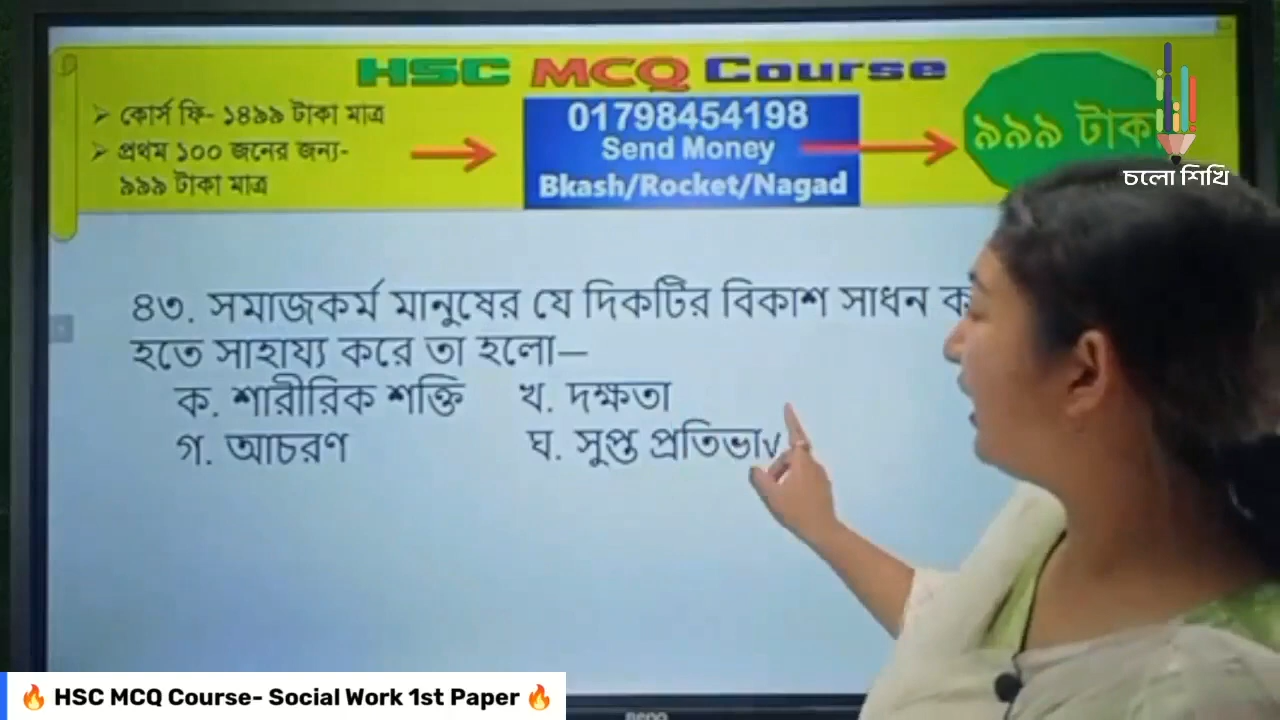 HSC MCQ Course
➢ কোর্স ফি- ১৪৯৯ টাকা মাত্র
➢ প্রথম ১০০ জনের জন্য-
৯৯৯ টাকা মাত্র
01798454198
Send Money
Bkash/Rocket/Nagad
৯৯৯ টাকা
চলো শিখি
৪৩. সমাজকর্ম মানুষের যে দিকটির বিকাশ সাধন
হতে সাহায্য করে তা হলো—
ক. শারীরিক শক্তি খ. দক্ষতা
গ. আচরণ ঘ. সুপ্ত প্রতিভা√
🔥 HSC MCQ Course- Social Work 1st Paper 🔥